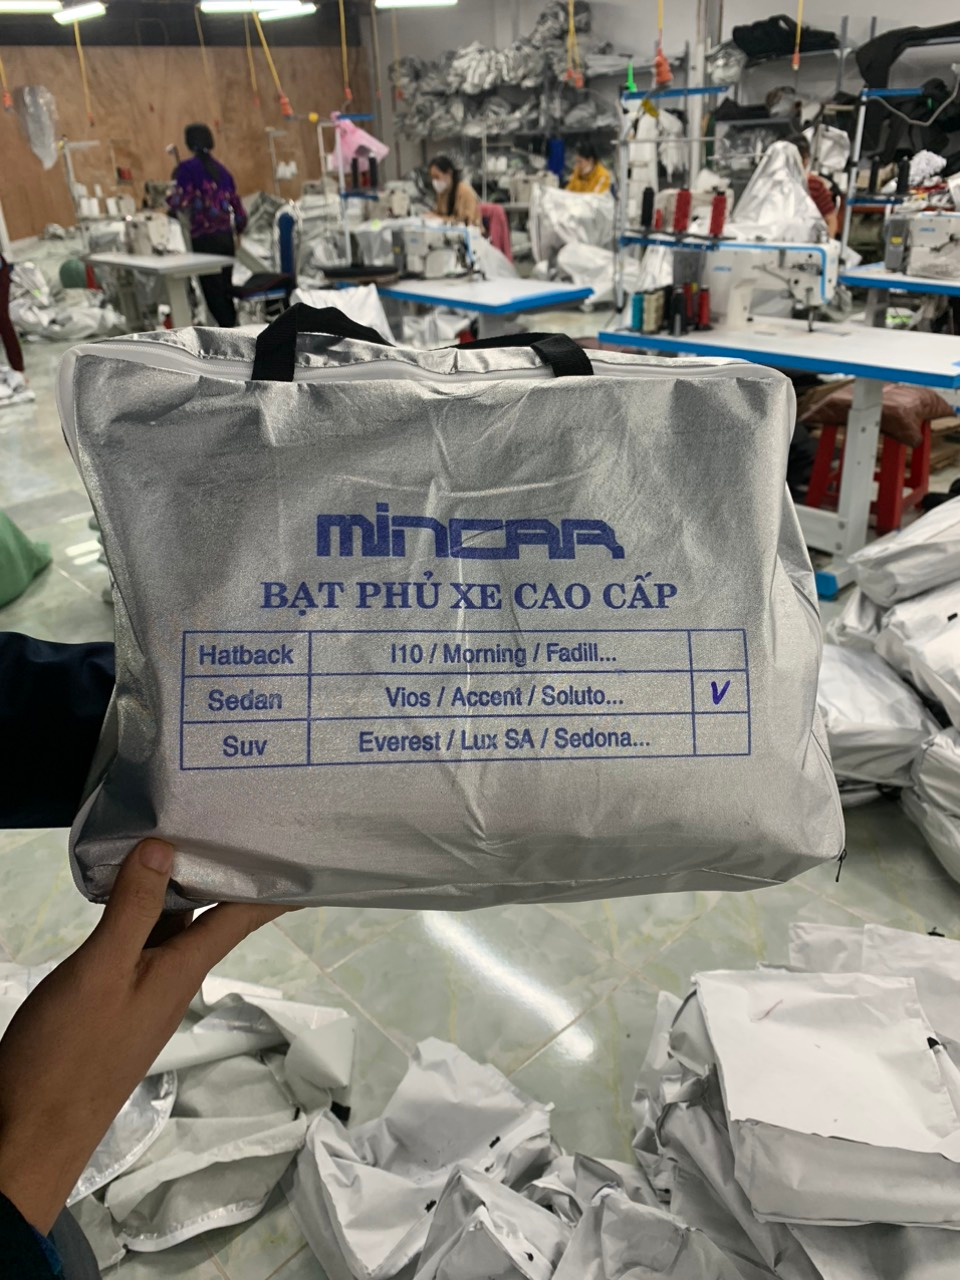 mincar
BẠT PHỦ XE CAO CẤP
Hatback I10 / Morning / Fadill...
Sedan Vios / Accent / Soluto... V
Suv Everest / Lux SA / Sedona...